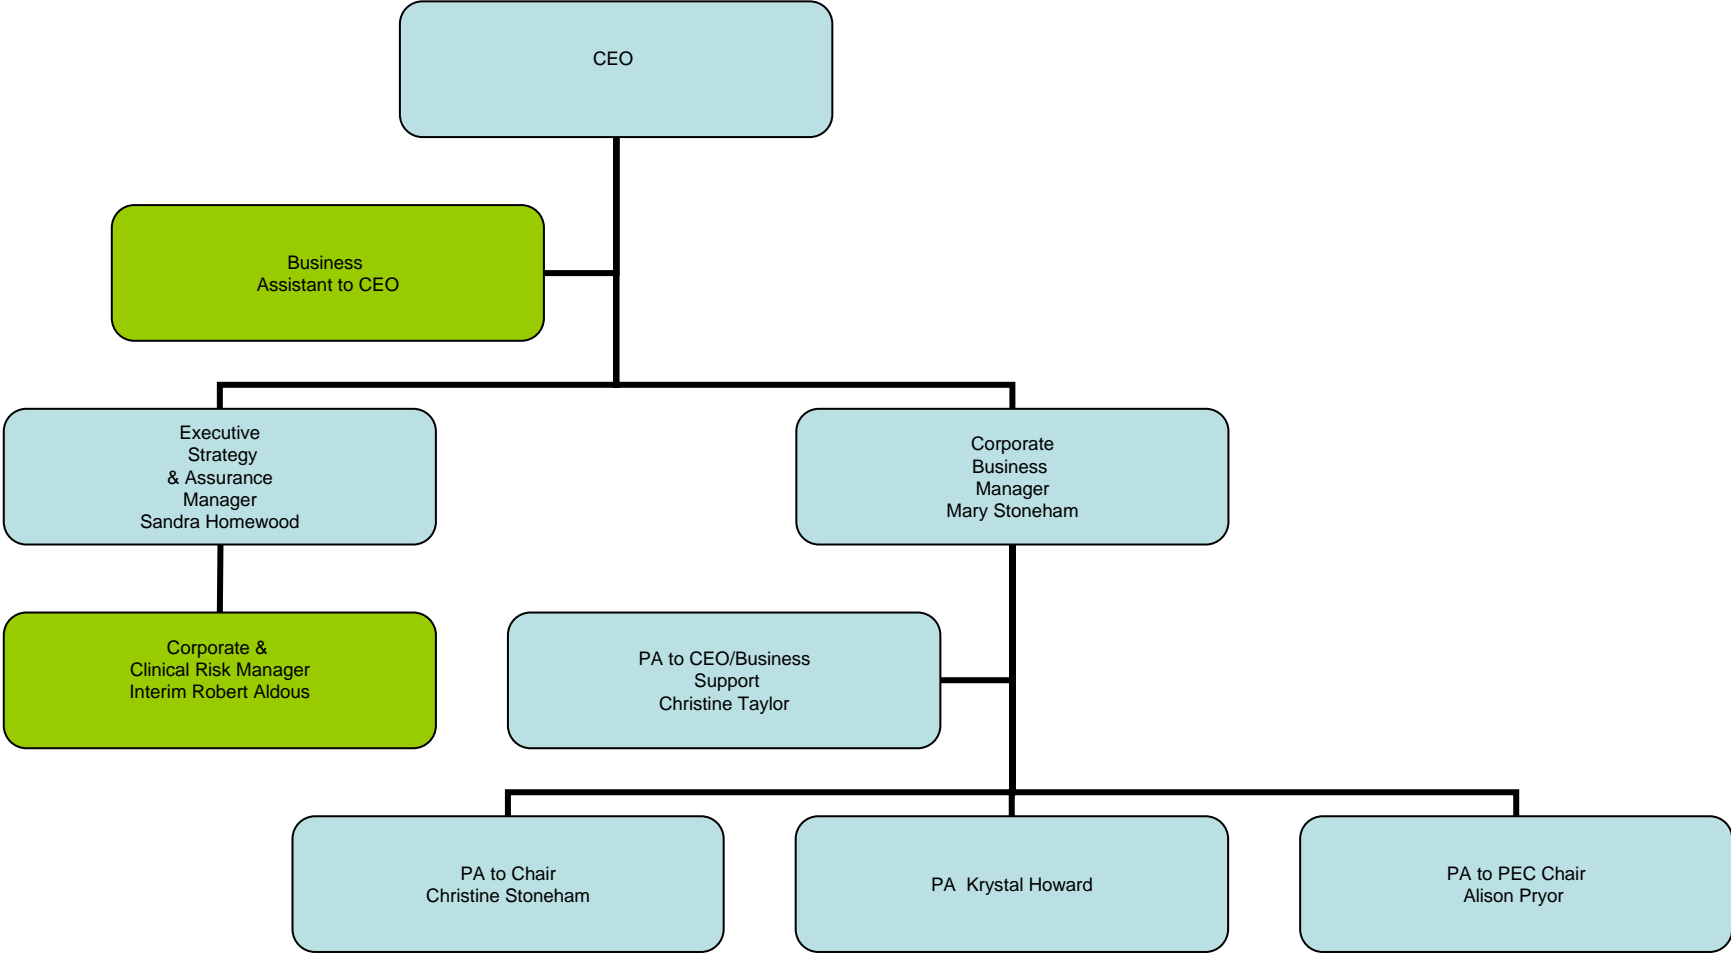 CEO
Business
Assistant to CEO
Executive
Strategy
& Assurance
Manager
Sandra Homewood
Corporate
Business
Manager
Mary Stoneham
Corporate &
Clinical Risk Manager
Interim Robert Aldous
PA to CEO/Business
Support
Christine Taylor
PA to Chair
Christine Stoneham
PA  Krystal Howard
PA to PEC Chair
Alison Pryor